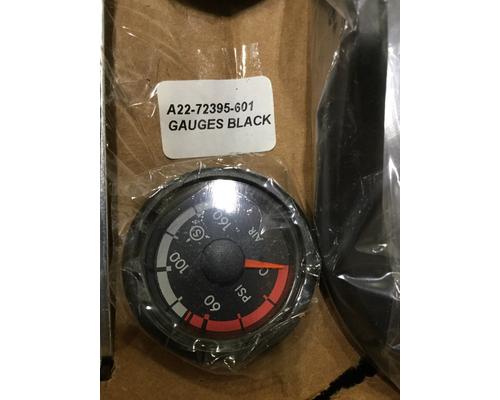 A22-72395-601
GAUGES BLACK
160
AIR
S
100
PSI
60